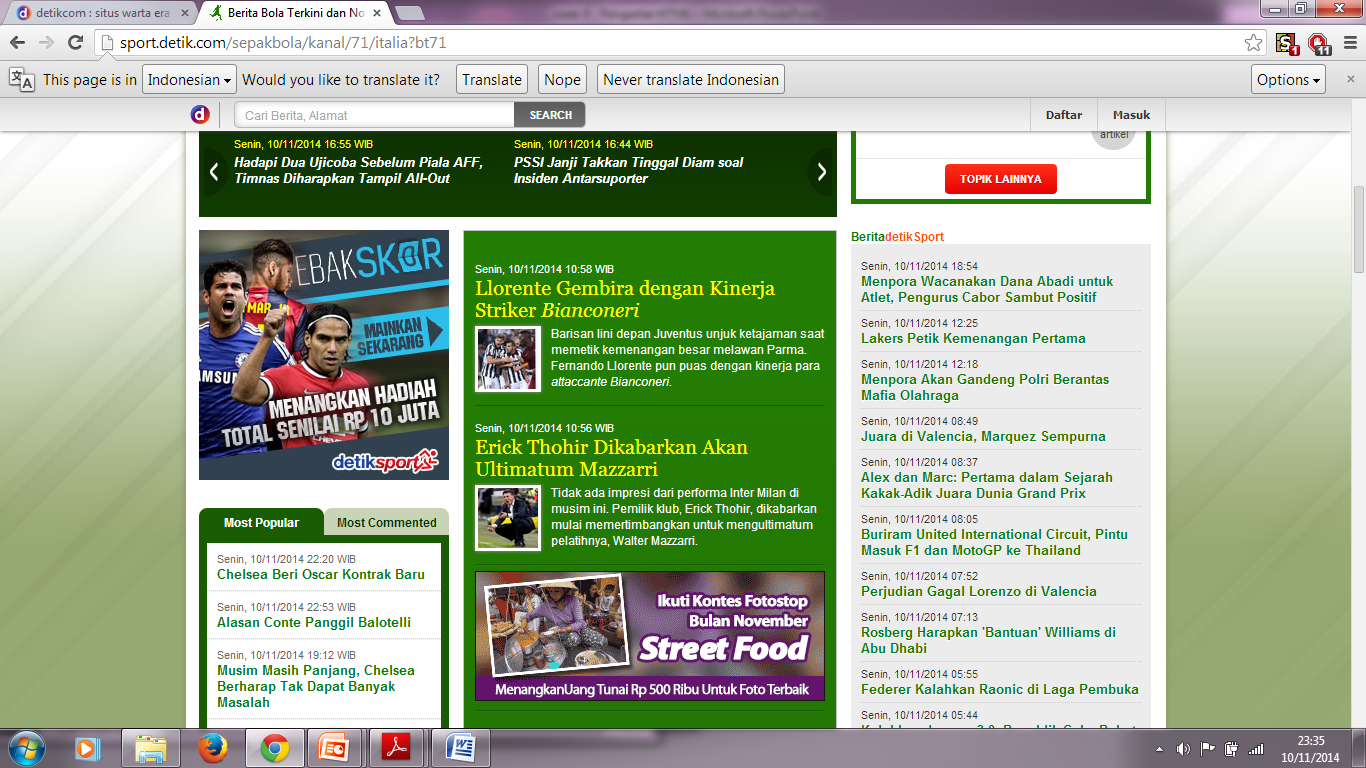 detikcom : situs warta era
Berita Bola Terkini dan No
sport.detik.com/sepakbola/kanal/71/italia?bt71
1
11
This page is in Indonesian Would you like to translate it? Translate Nope Never translate Indonesian Options
d Cari Berita, Alamat SEARCH Daftar Masuk
Senin, 10/11/2014 16:55 WIB
Hadapi Dua Ujicoba Sebelum Piala AFF,
Timnas Diharapkan Tampil All-Out
Senin, 10/11/2014 16:44 WIB
PSSI Janji Takkan Tinggal Diam soal
Insiden Antarsuporter
artikel
TOPIK LAINNYA
EBAKSKOR
MAINKAN
SEKARANG
MENANGKAN HADIAH
TOTAL SENILAI RP 10 JUTA
detiksport
Most Popular Most Commented
Senin, 10/11/2014 22:20 WIB
Chelsea Beri Oscar Kontrak Baru
Senin, 10/11/2014 22:53 WIB
Alasan Conte Panggil Balotelli
Senin, 10/11/2014 19:12 WIB
Musim Masih Panjang, Chelsea
Berharap Tak Dapat Banyak
Masalah
Senin, 10/11/2014 10:58 WIB
Llorente Gembira dengan Kinerja
Striker Bianconeri
Barisan lini depan Juventus unjuk ketajaman saat
memetik kemenangan besar melawan Parma.
Fernando Llorente pun puas dengan kinerja para
attaccante Bianconeri.
Senin, 10/11/2014 10:56 WIB
Erick Thohir Dikabarkan Akan
Ultimatum Mazzarri
Tidak ada impresi dari performa Inter Milan di
musim ini. Pemilik klub, Erick Thohir, dikabarkan
mulai memertimbangkan untuk mengultimatum
pelatihnya, Walter Mazzarri.
Ikuti Kontes Fotostop
Bulan November
Street Food
MenangkanUang Tunai Rp 500 Ribu Untuk Foto Terbaik
BeritadetikSport
Senin, 10/11/2014 18:54
Menpora Wacanakan Dana Abadi untuk
Atlet, Pengurus Cabor Sambut Positif
Senin, 10/11/2014 12:25
Lakers Petik Kemenangan Pertama
Senin, 10/11/2014 12:18
Menpora Akan Gandeng Polri Berantas
Mafia Olahraga
Senin, 10/11/2014 08:49
Juara di Valencia, Marquez Sempurna
Senin, 10/11/2014 08:37
Alex dan Marc: Pertama dalam Sejarah
Kakak-Adik Juara Dunia Grand Prix
Senin, 10/11/2014 08:05
Buriram United International Circuit, Pintu
Masuk F1 dan MotoGP ke Thailand
Senin, 10/11/2014 07:52
Perjudian Gagal Lorenzo di Valencia
Senin, 10/11/2014 07:13
Rosberg Harapkan 'Bantuan' Williams di
Abu Dhabi
Senin, 10/11/2014 05:55
Federer Kalahkan Raonic di Laga Pembuka
Senin, 10/11/2014 05:44
23:35
10/11/2014